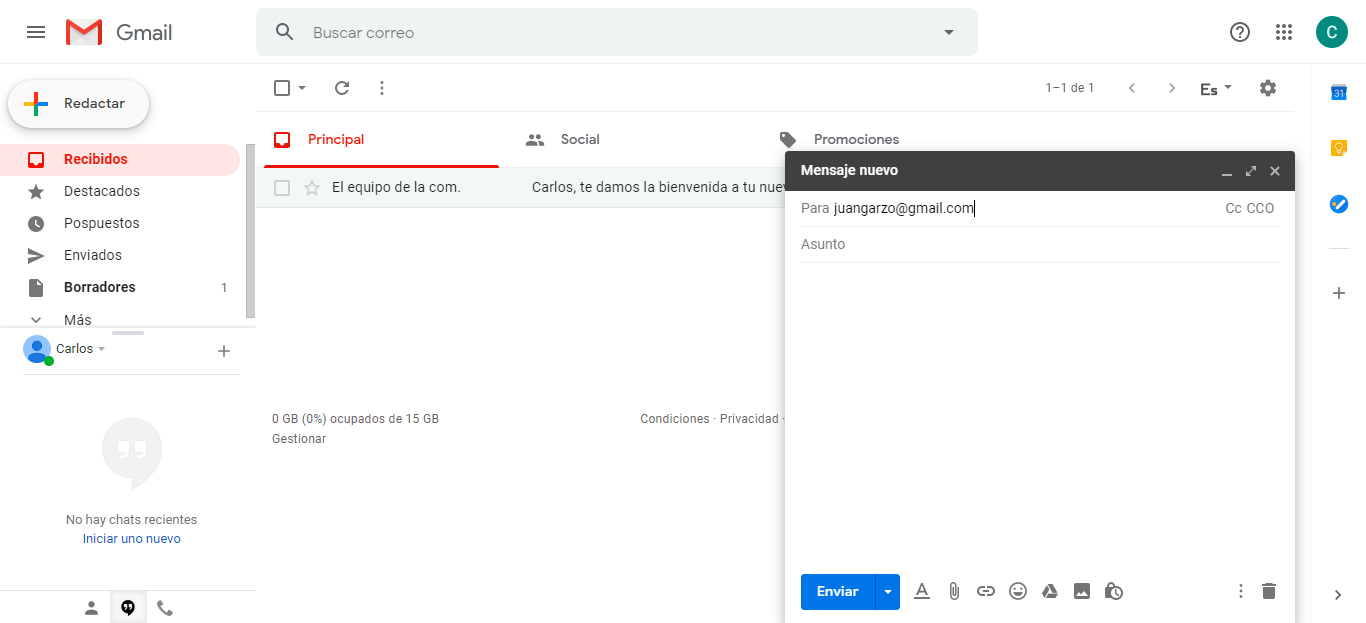 Gmail
Buscar correo
C
Redactar
1–1 de 1
Es
31
Principal
Social
Promociones
Recibidos
Destacados
Pospuestos
Enviados
Borradores 1
Más
El equipo de la com. Carlos, te damos la bienvenida a tu nuev
Carlos
No hay chats recientes
Iniciar uno nuevo
0 GB (0%) ocupados de 15 GB
Gestionar
Condiciones · Privacidad ·
Mensaje nuevo
Para juangarzo@gmail.com Cc CCO
Asunto
Enviar